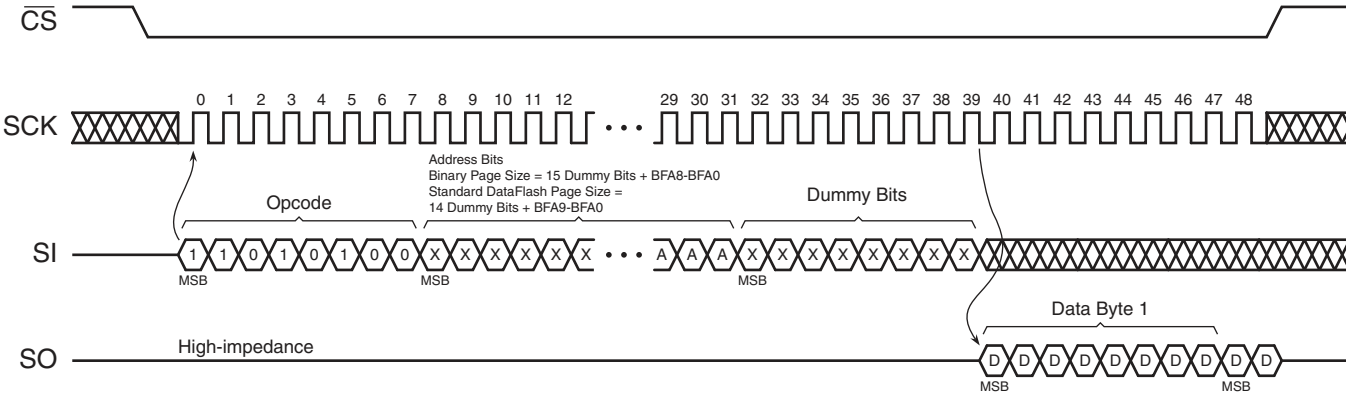 CS
SCK
0 1 2 3 4 5 6 7 8 9 10 11 12 • • • 29 30 31 32 33 34 35 36 37 38 39 40 41 42 43 44 45 46 47 48
Address Bits
Binary Page Size = 15 Dummy Bits + BFA8-BFA0
Standard DataFlash Page Size =
14 Dummy Bits + BFA9-BFA0
Opcode
Dummy Bits
SI
1 1 0 1 0 1 0 0 X X X X X X • • • A A A X X X X X X X X
MSB MSB MSB
Data Byte 1
SO
High-impedance
D D D D D D D D D D
MSB MSB